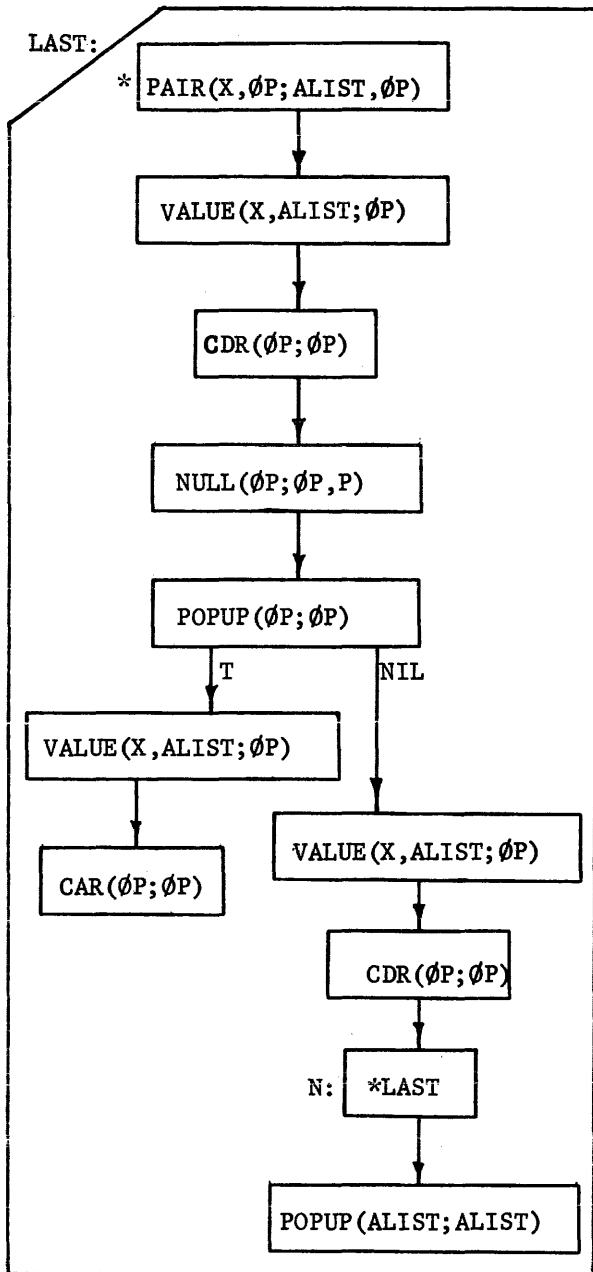 LAST:
* PAIR(X,ØP;ALIST,ØP)
VALUE(X,ALIST;ØP)
CDR(ØP;ØP)
NULL(ØP;ØP,P)
POPUP(ØP;ØP)
T
NIL
VALUE(X,ALIST;ØP)
VALUE(X,ALIST;ØP)
CAR(ØP;ØP)
CDR(ØP;ØP)
N: *LAST
POPUP(ALIST;ALIST)